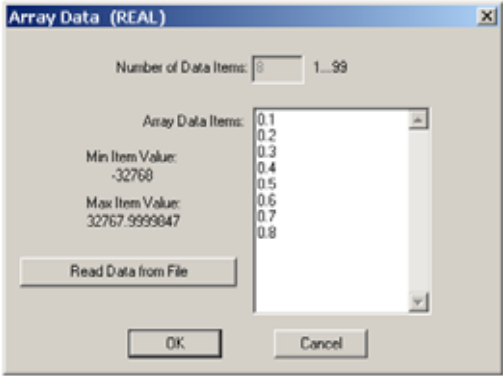 Array Data (REAL)
Number of Data Items: 8 1...99
Array Data Items:
0.1
0.2
0.3
0.4
0.5
0.6
0.7
0.8
Min Item Value:
-32768
Max Item Value:
32767.9999847
Read Data from File
OK Cancel